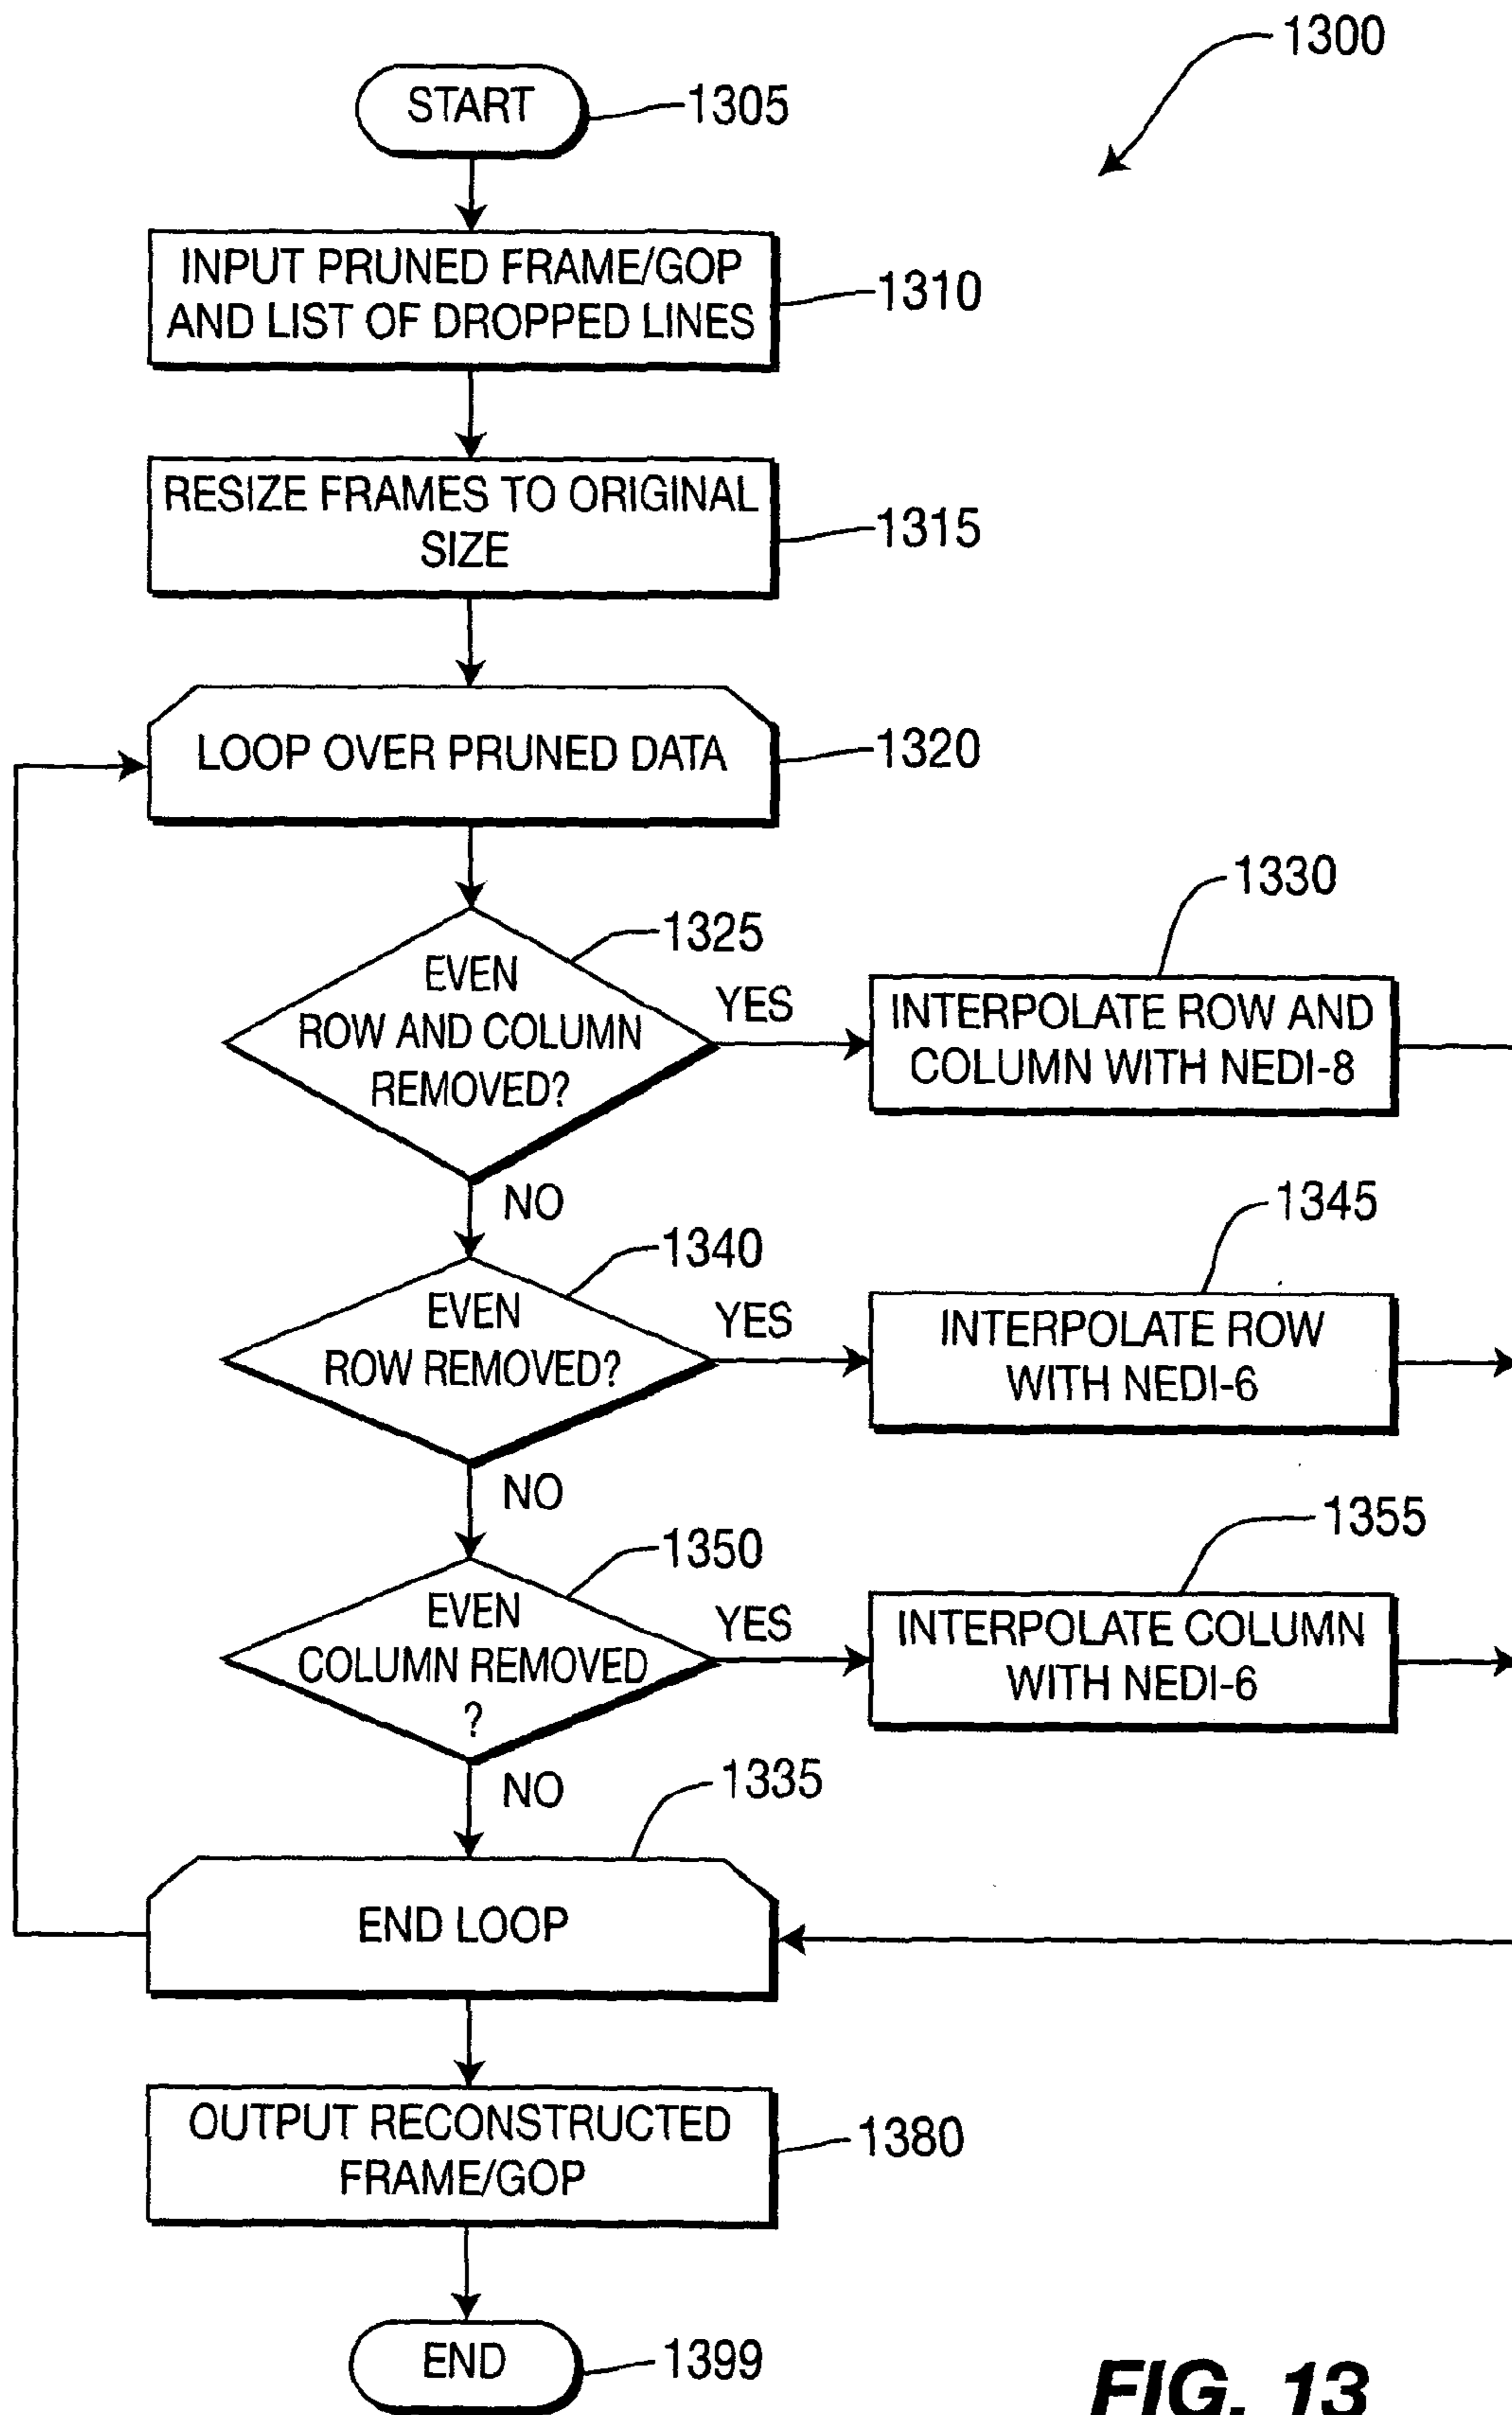 1300
START
1305
INPUT PRUNED FRAME/GOP
AND LIST OF DROPPED LINES
1310
RESIZE FRAMES TO ORIGINAL
SIZE
1315
LOOP OVER PRUNED DATA
1320
1325
EVEN
ROW AND COLUMN
REMOVED?
YES
1330
INTERPOLATE ROW AND
COLUMN WITH NEDI-8
NO
1340
EVEN
ROW REMOVED?
YES
1345
INTERPOLATE ROW
WITH NEDI-6
NO
1350
EVEN
COLUMN REMOVED
?
YES
1355
INTERPOLATE COLUMN
WITH NEDI-6
NO
1335
END LOOP
OUTPUT RECONSTRUCTED
FRAME/GOP
1380
END
1399
FIG. 13